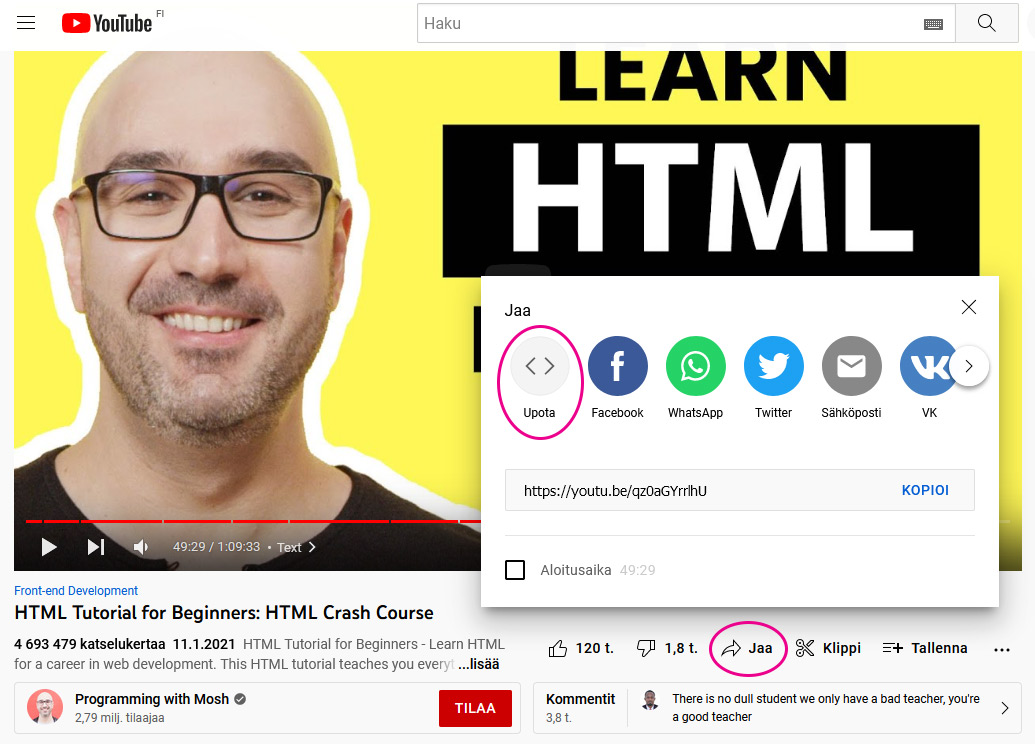 YouTube FI
Haku
LEARN
HTML
Jaa
Upota
Facebook
WhatsApp
Twitter
Sähköposti
VK
https://youtu.be/qz0aGYrrlhU
KOPIOI
Aloitusaika 49:29
49:29 / 1:09:33 • Text
Front-end Development
HTML Tutorial for Beginners: HTML Crash Course
4 693 479 katselukertaa 11.1.2021 HTML Tutorial for Beginners - Learn HTML
for a career in web development. This HTML tutorial teaches you everyt ...lisää
120 t.
1,8 t.
Jaa
Klippi
Tallenna
Programming with Mosh
2,79 milj. tilaajaa
TILAA
Kommentit
3,8 t.
There is no dull student we only have a bad teacher, you're
a good teacher